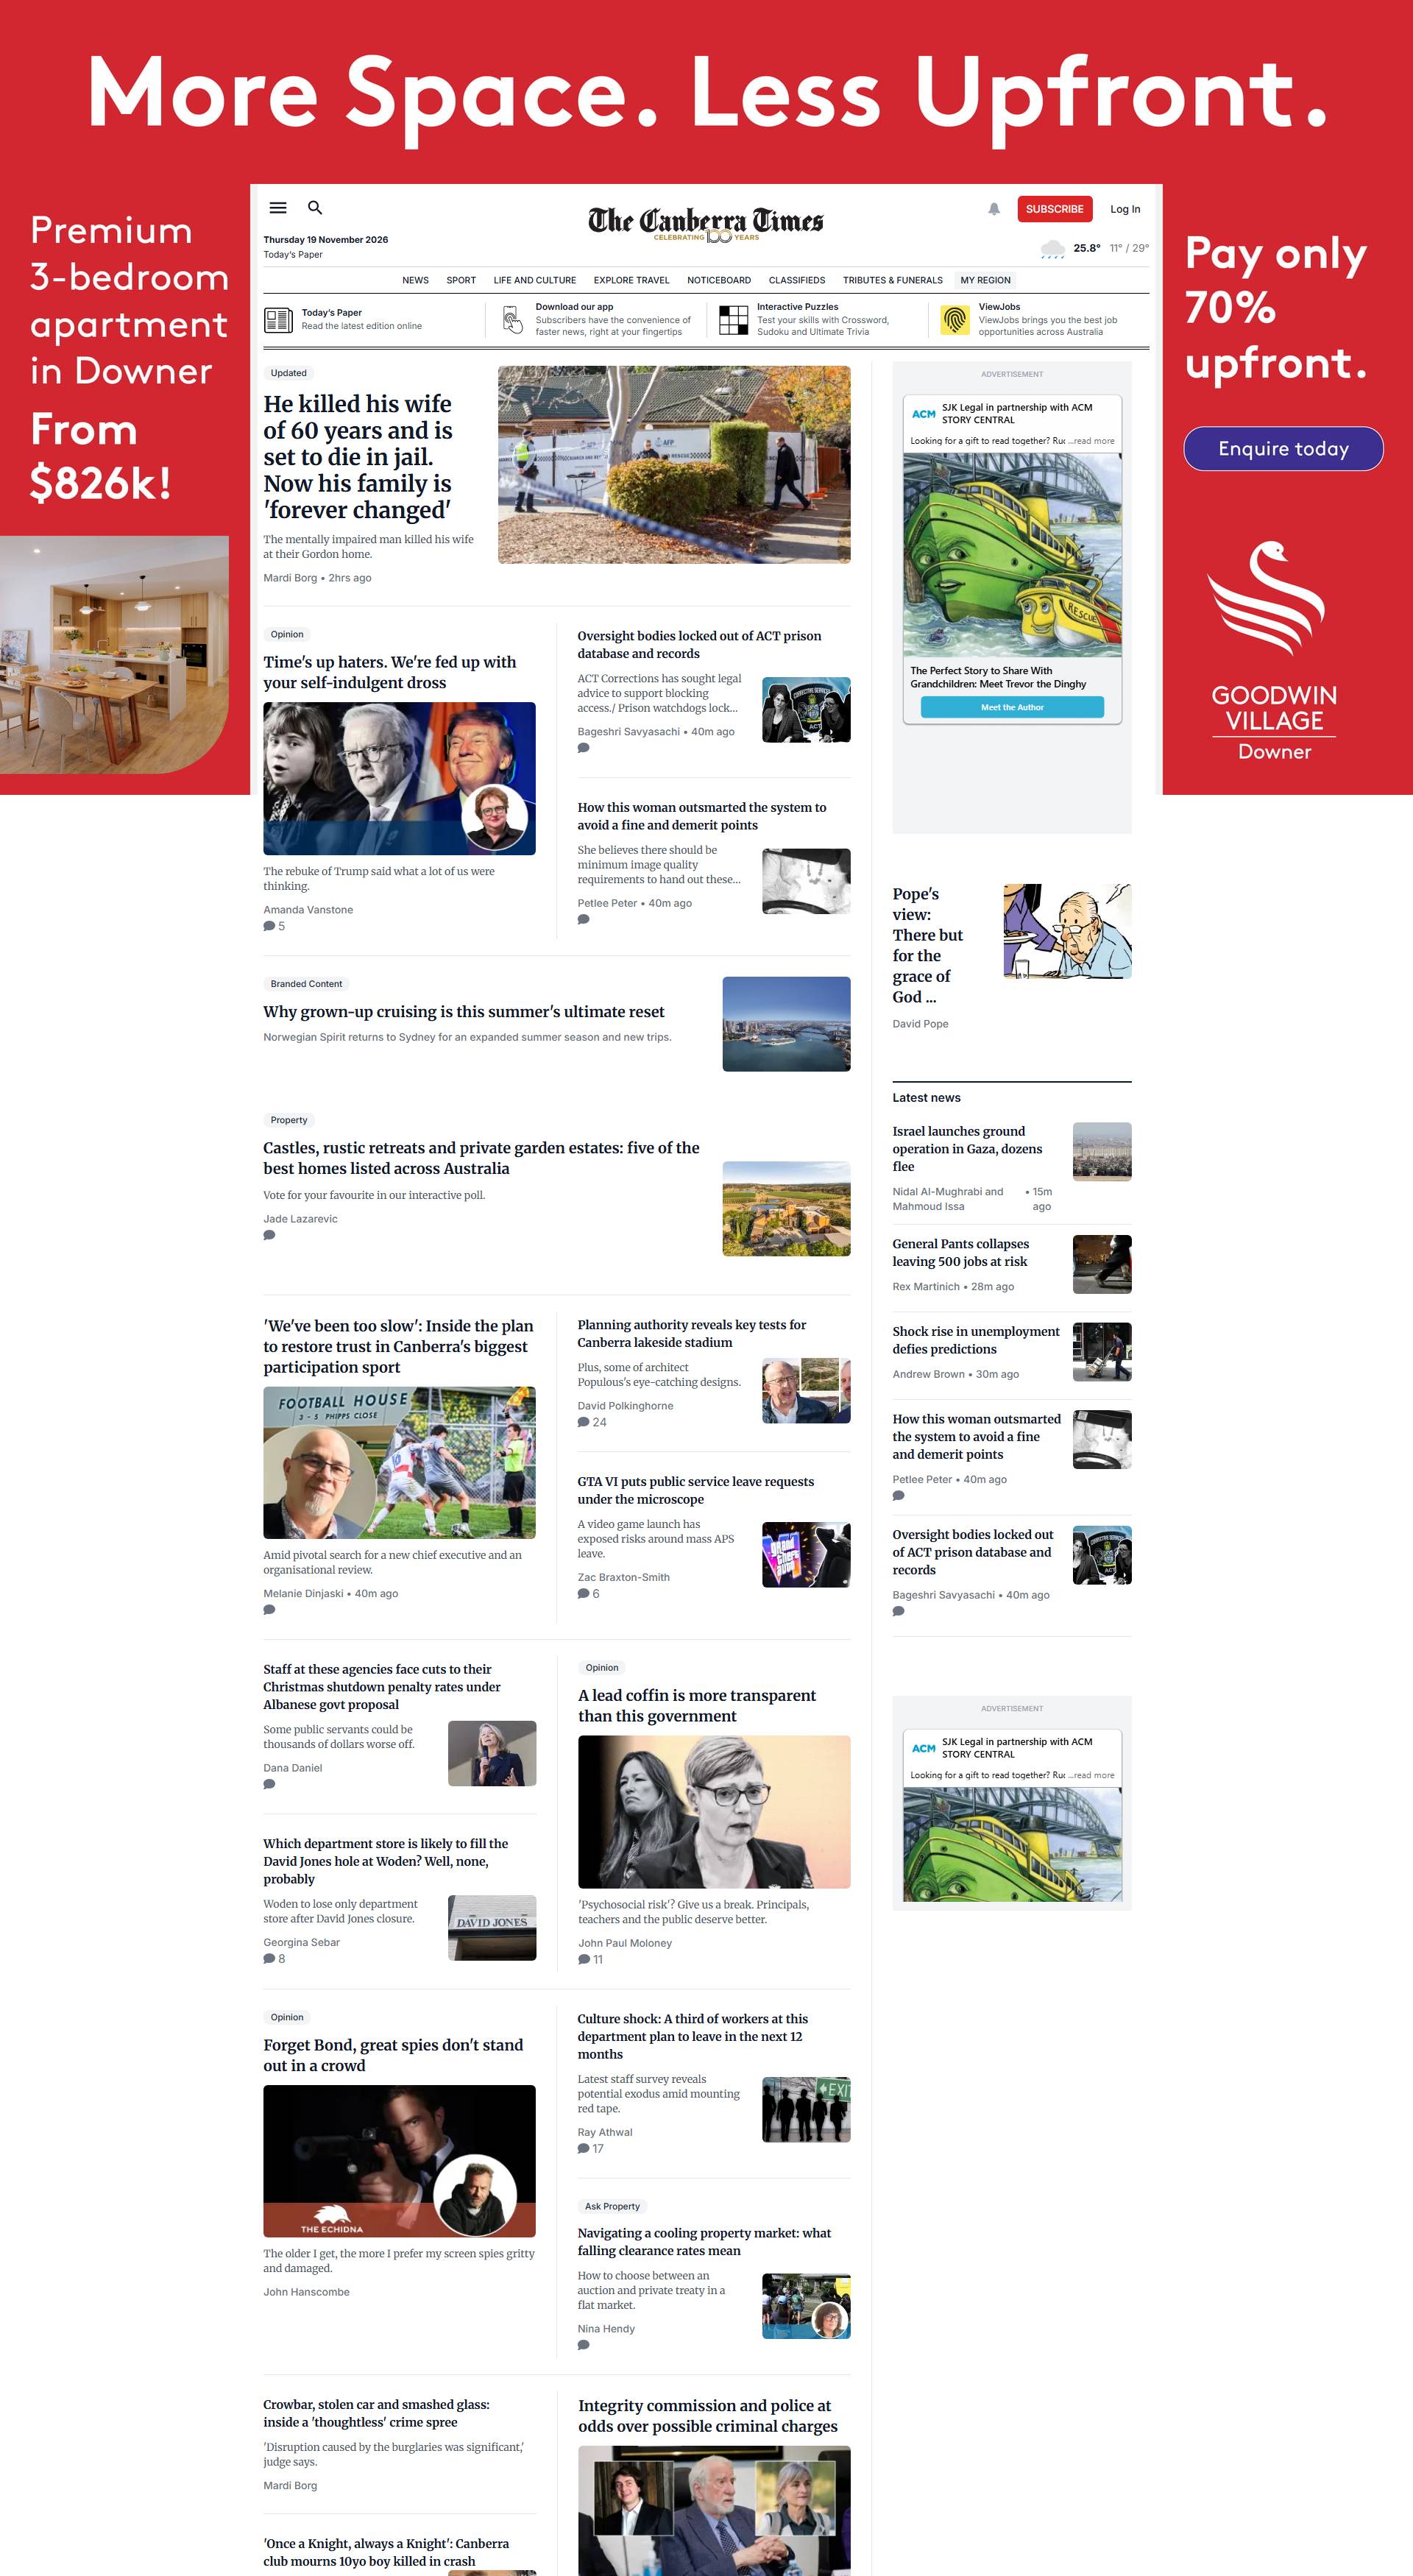 More Space. Less Upfront.
Premium
3-bedroom
apartment
in Downer
From
$826k!
Pay only
70%
upfront.
Enquire today
GOODWIN
VILLAGE
Downer
The Canberra Times
CELEBRATING 100 YEARS
SUBSCRIBE
Log In
Thursday 19 November 2026
Today's Paper
25.8° 11° / 29°
NEWS SPORT LIFE AND CULTURE EXPLORE TRAVEL NOTICEBOARD CLASSIFIEDS TRIBUTES & FUNERALS MY REGION
Today's Paper
Read the latest edition online
Download our app
Subscribers have the convenience of
faster news, right at your fingertips
Interactive Puzzles
Test your skills with Crossword,
Sudoku and Ultimate Trivia
ViewJobs
ViewJobs brings you the best job
opportunities across Australia
Updated
He killed his wife
of 60 years and is
set to die in jail.
Now his family is
'forever changed'
The mentally impaired man killed his wife
at their Gordon home.
Mardi Borg • 2hrs ago
AFP
Opinion
Time's up haters. We're fed up with
your self-indulgent dross
The rebuke of Trump said what a lot of us were
thinking.
Amanda Vanstone
5
Oversight bodies locked out of ACT prison
database and records
ACT Corrections has sought legal
advice to support blocking
access./ Prison watchdogs lock...
Bageshri Savyasachi • 40m ago
How this woman outsmarted the system to
avoid a fine and demerit points
She believes there should be
minimum image quality
requirements to hand out these...
Petlee Peter • 40m ago
Branded Content
Why grown-up cruising is this summer's ultimate reset
Norwegian Spirit returns to Sydney for an expanded summer season and new trips.
Property
Castles, rustic retreats and private garden estates: five of the
best homes listed across Australia
Vote for your favourite in our interactive poll.
Jade Lazarevic
'We've been too slow': Inside the plan
to restore trust in Canberra's biggest
participation sport
FOOTBALL HOUSE
3 - 5 PHIPPS CLOSE
Amid pivotal search for a new chief executive and an
organisational review.
Melanie Dinjaski • 40m ago
Planning authority reveals key tests for
Canberra lakeside stadium
Plus, some of architect
Populous's eye-catching designs.
David Polkinghorne
24
GTA VI puts public service leave requests
under the microscope
A video game launch has
exposed risks around mass APS
leave.
Zac Braxton-Smith
6
Staff at these agencies face cuts to their
Christmas shutdown penalty rates under
Albanese govt proposal
Some public servants could be
thousands of dollars worse off.
Dana Daniel
Which department store is likely to fill the
David Jones hole at Woden? Well, none,
probably
Woden to lose only department
store after David Jones closure.
Georgina Sebar
8
DAVID JONES
Opinion
A lead coffin is more transparent
than this government
'Psychosocial risk'? Give us a break. Principals,
teachers and the public deserve better.
John Paul Moloney
11
Opinion
Forget Bond, great spies don't stand
out in a crowd
THE ECHIDNA
The older I get, the more I prefer my screen spies gritty
and damaged.
John Hanscombe
Culture shock: A third of workers at this
department plan to leave in the next 12
months
Latest staff survey reveals
potential exodus amid mounting
red tape.
Ray Athwal
17
EXIT
Ask Property
Navigating a cooling property market: what
falling clearance rates mean
How to choose between an
auction and private treaty in a
flat market.
Nina Hendy
Crowbar, stolen car and smashed glass:
inside a 'thoughtless' crime spree
'Disruption caused by the burglaries was significant,'
judge says.
Mardi Borg
'Once a Knight, always a Knight': Canberra
club mourns 10yo boy killed in crash
Integrity commission and police at
odds over possible criminal charges
ADVERTISEMENT
ACM
SJK Legal in partnership with ACM
STORY CENTRAL
Looking for a gift to read together? Ru ...read more
RESCUE
The Perfect Story to Share With
Grandchildren: Meet Trevor the Dinghy
Meet the Author
Pope's
view:
There but
for the
grace of
God ...
David Pope
Latest news
Israel launches ground
operation in Gaza, dozens
flee
Nidal Al-Mughrabi and
Mahmoud Issa
• 15m
ago
General Pants collapses
leaving 500 jobs at risk
Rex Martinich • 28m ago
Shock rise in unemployment
defies predictions
Andrew Brown • 30m ago
How this woman outsmarted
the system to avoid a fine
and demerit points
Petlee Peter • 40m ago
Oversight bodies locked out
of ACT prison database and
records
Bageshri Savyasachi • 40m ago
ADVERTISEMENT
ACM
SJK Legal in partnership with ACM
STORY CENTRAL
Looking for a gift to read together? Ru ...read more